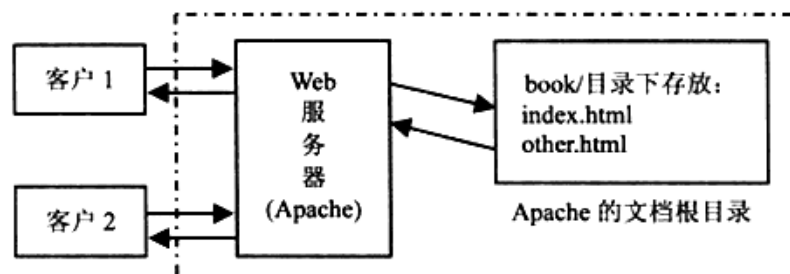 客户 1
客户 2
Web
服
务
器
(Apache)
book/目录下存放：
index.html
other.html
Apache 的文档根目录